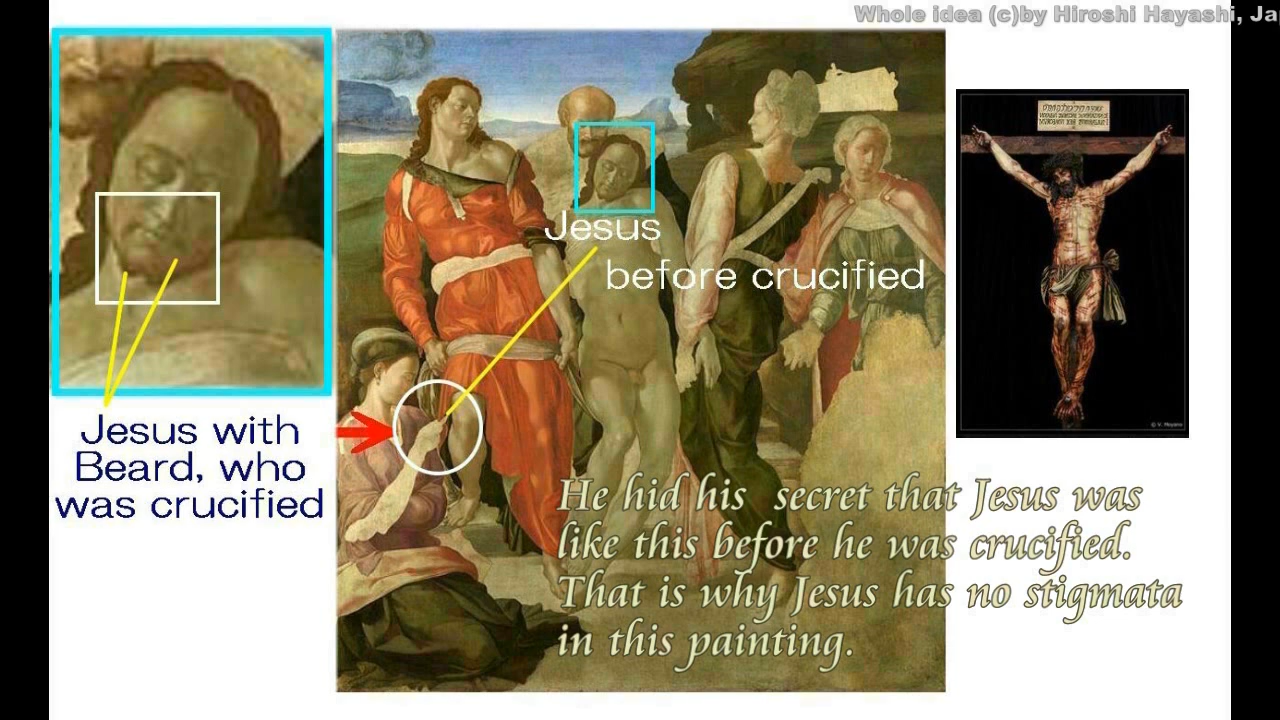 Whole idea (c)by Hiroshi Hayashi, Ja
Jesus
before crucified
Jesus with
Beard, who
was crucified
He hid his secret that Jesus was
like this before he was crucified.
That is why Jesus has no stigmata
in this painting.